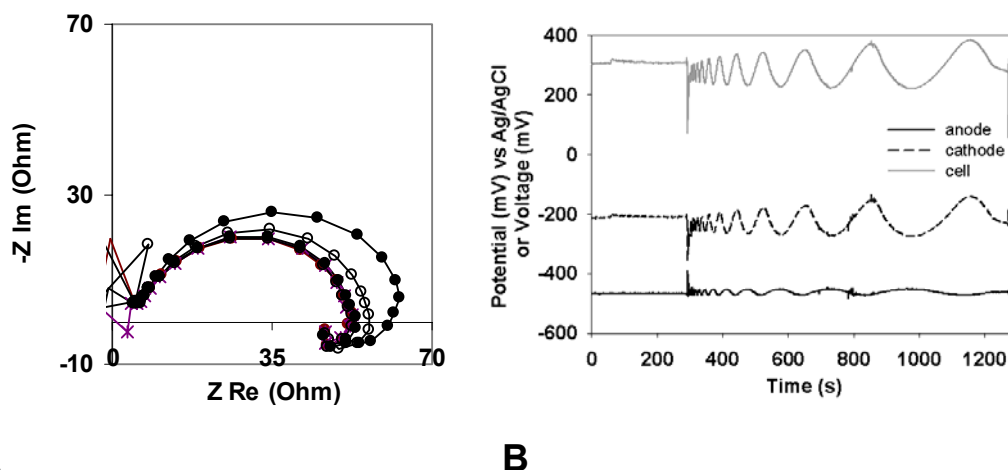 70
30
-10
-Z Im (Ohm)
0
35
70
Z Re (Ohm)
400
200
0
-200
-400
-600
Potential (mV) vs Ag/AgCl
or Voltage (mV)
anode
cathode
cell
0
200
400
600
800
1000
1200
Time (s)
B